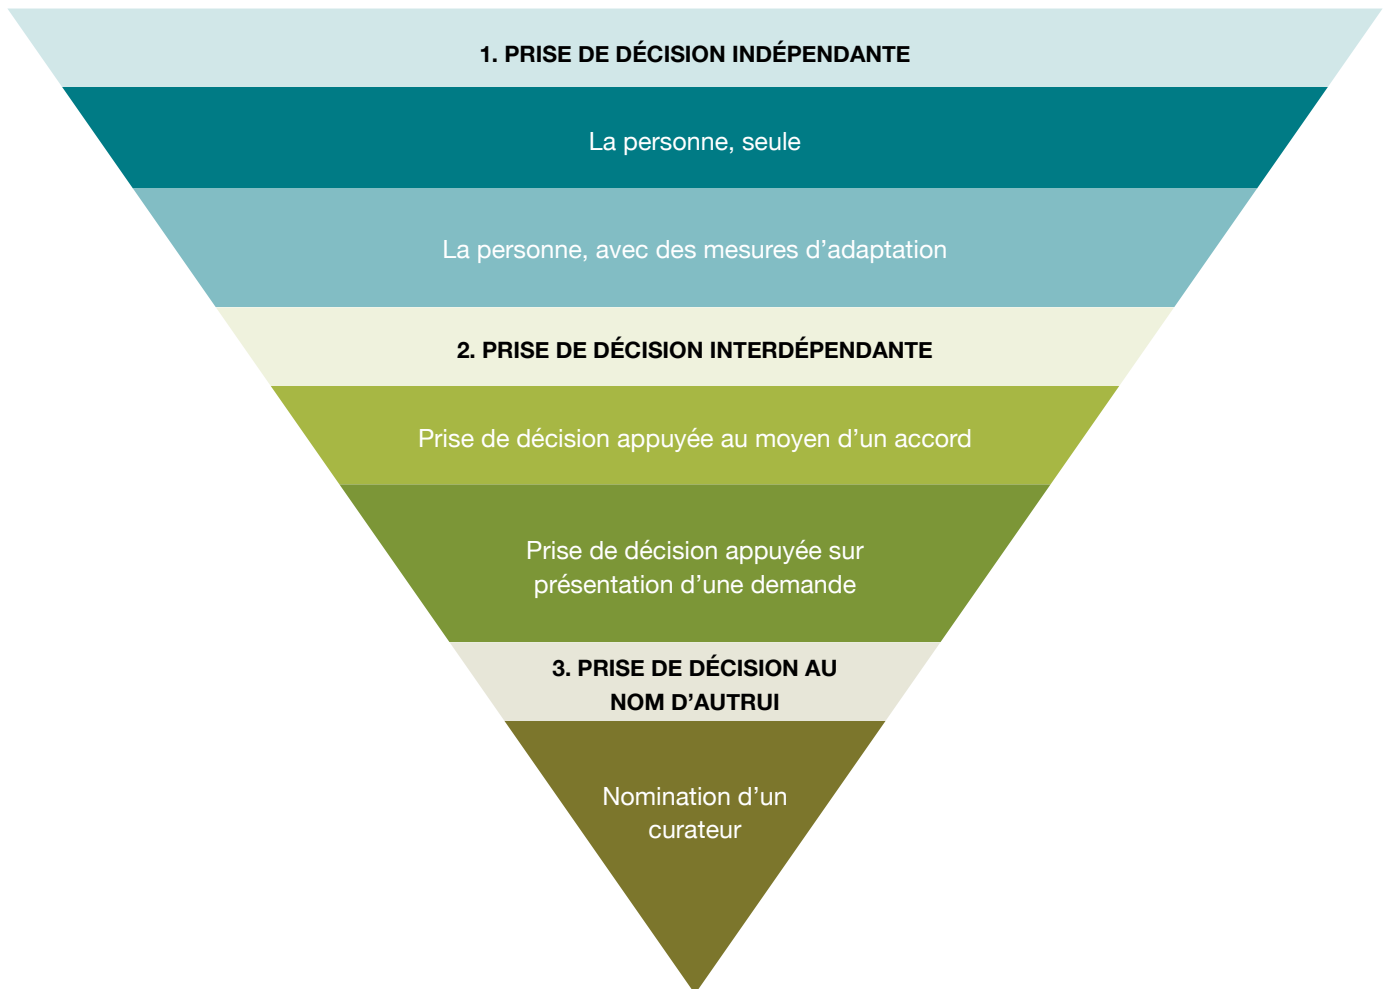 1. PRISE DE DÉCISION INDÉPENDANTE
La personne, seule
La personne, avec des mesures d’adaptation
2. PRISE DE DÉCISION INTERDÉPENDANTE
Prise de décision appuyée au moyen d’un accord
Prise de décision appuyée sur
présentation d’une demande
3. PRISE DE DÉCISION AU
NOM D’AUTRUI
Nomination d’un
curateur